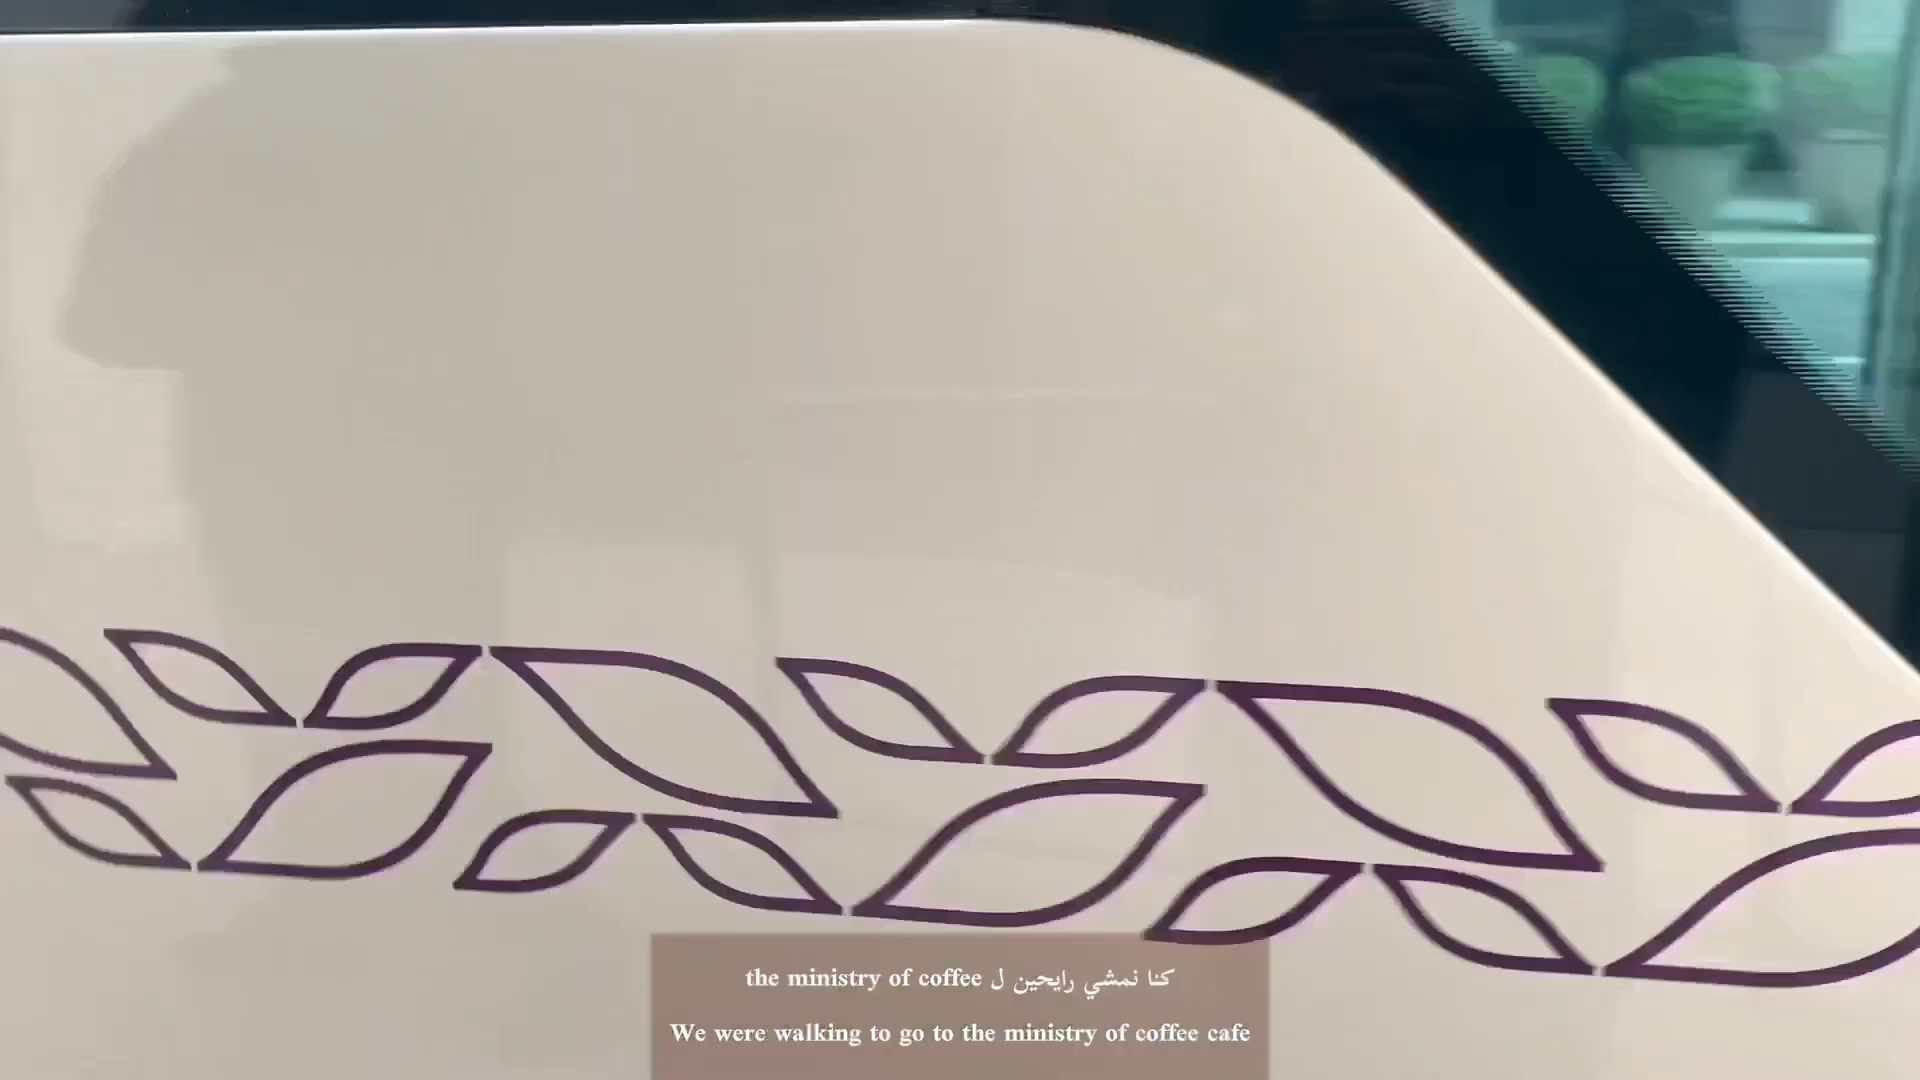 كنا نمشي رايحين ل the ministry of coffee
We were walking to go to the ministry of coffee cafe